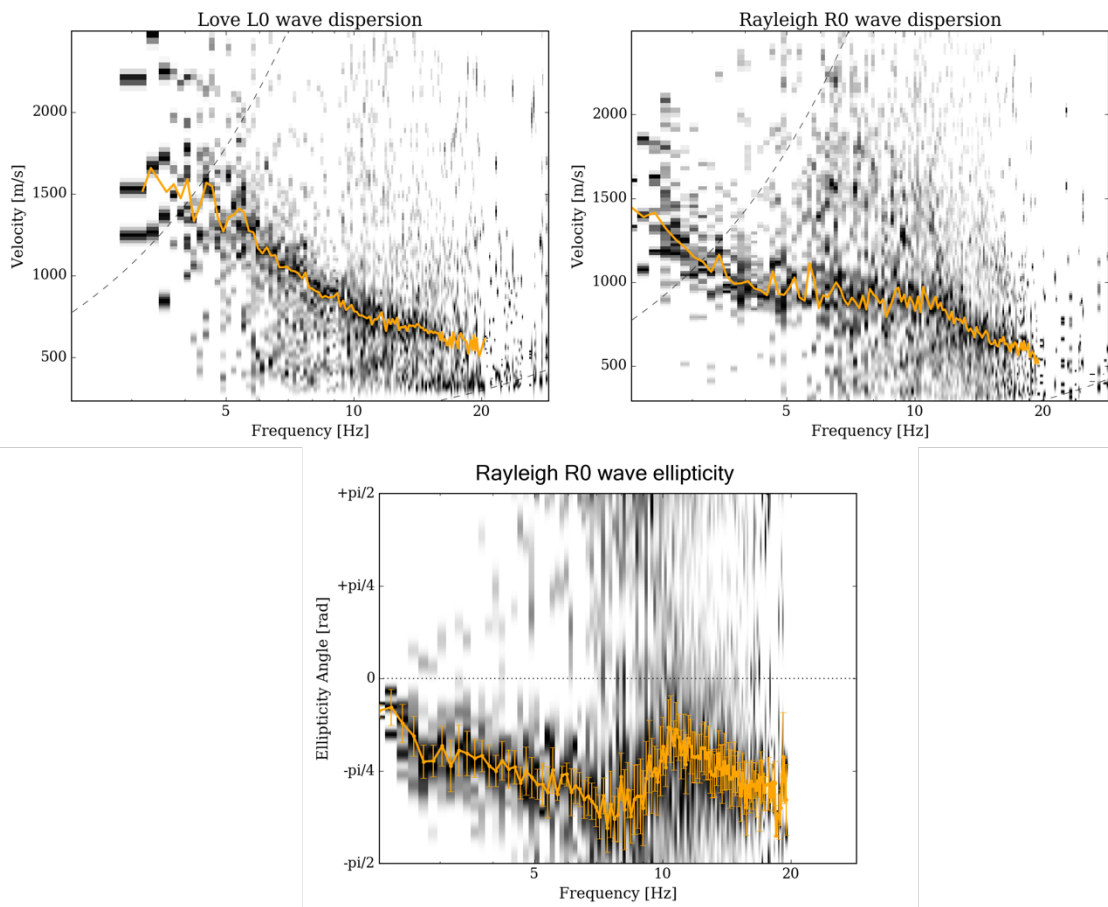 Love L0 wave dispersion
Velocity [m/s]
2000
1500
1000
500
5
10
20
Frequency [Hz]
Rayleigh R0 wave dispersion
Velocity [m/s]
2000
1500
1000
500
5
10
20
Frequency [Hz]
Rayleigh R0 wave ellipticity
Ellipticity Angle [rad]
+pi/2
+pi/4
0
-pi/4
-pi/2
5
10
20
Frequency [Hz]